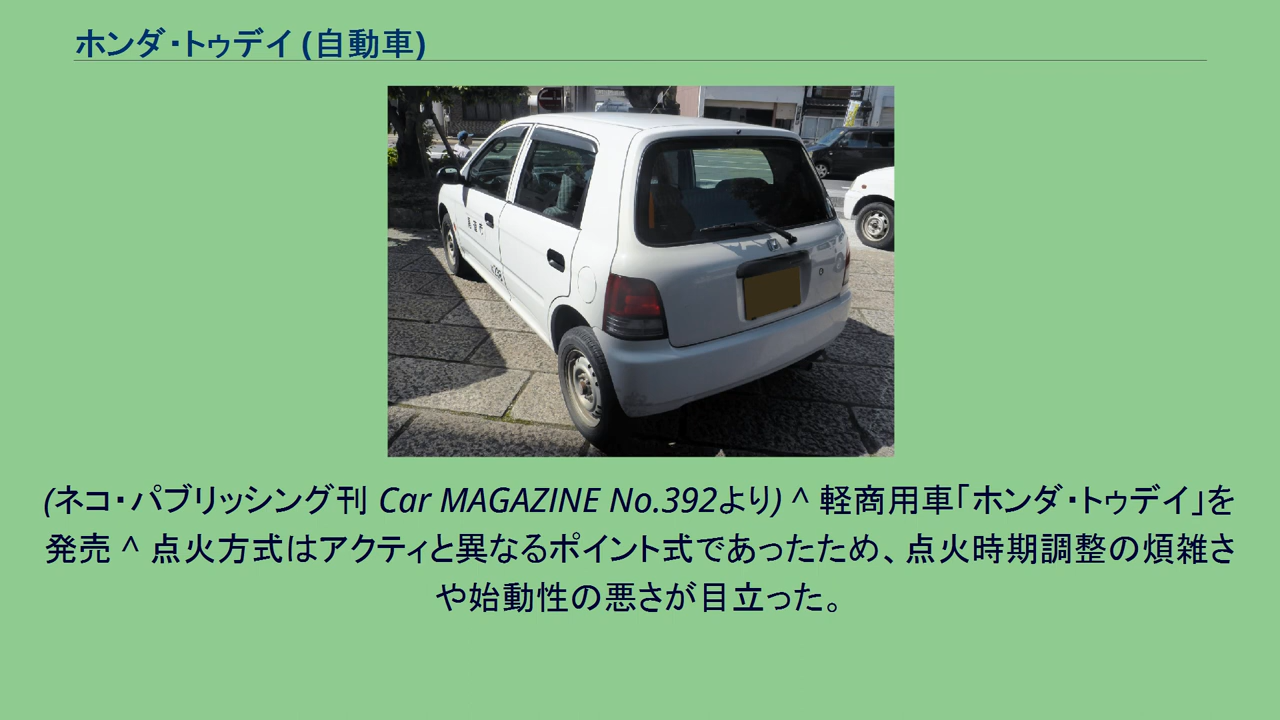 ホンダ・トゥデイ (自動車)
(ネコ・パブリッシング刊 Car MAGAZINE No.392より) ^ 軽商用車「ホンダ・トゥデイ」を
発売 ^ 点火方式はアクティと異なるポイント式であったため、点火時期調整の煩雑さ
や始動性の悪さが目立った。